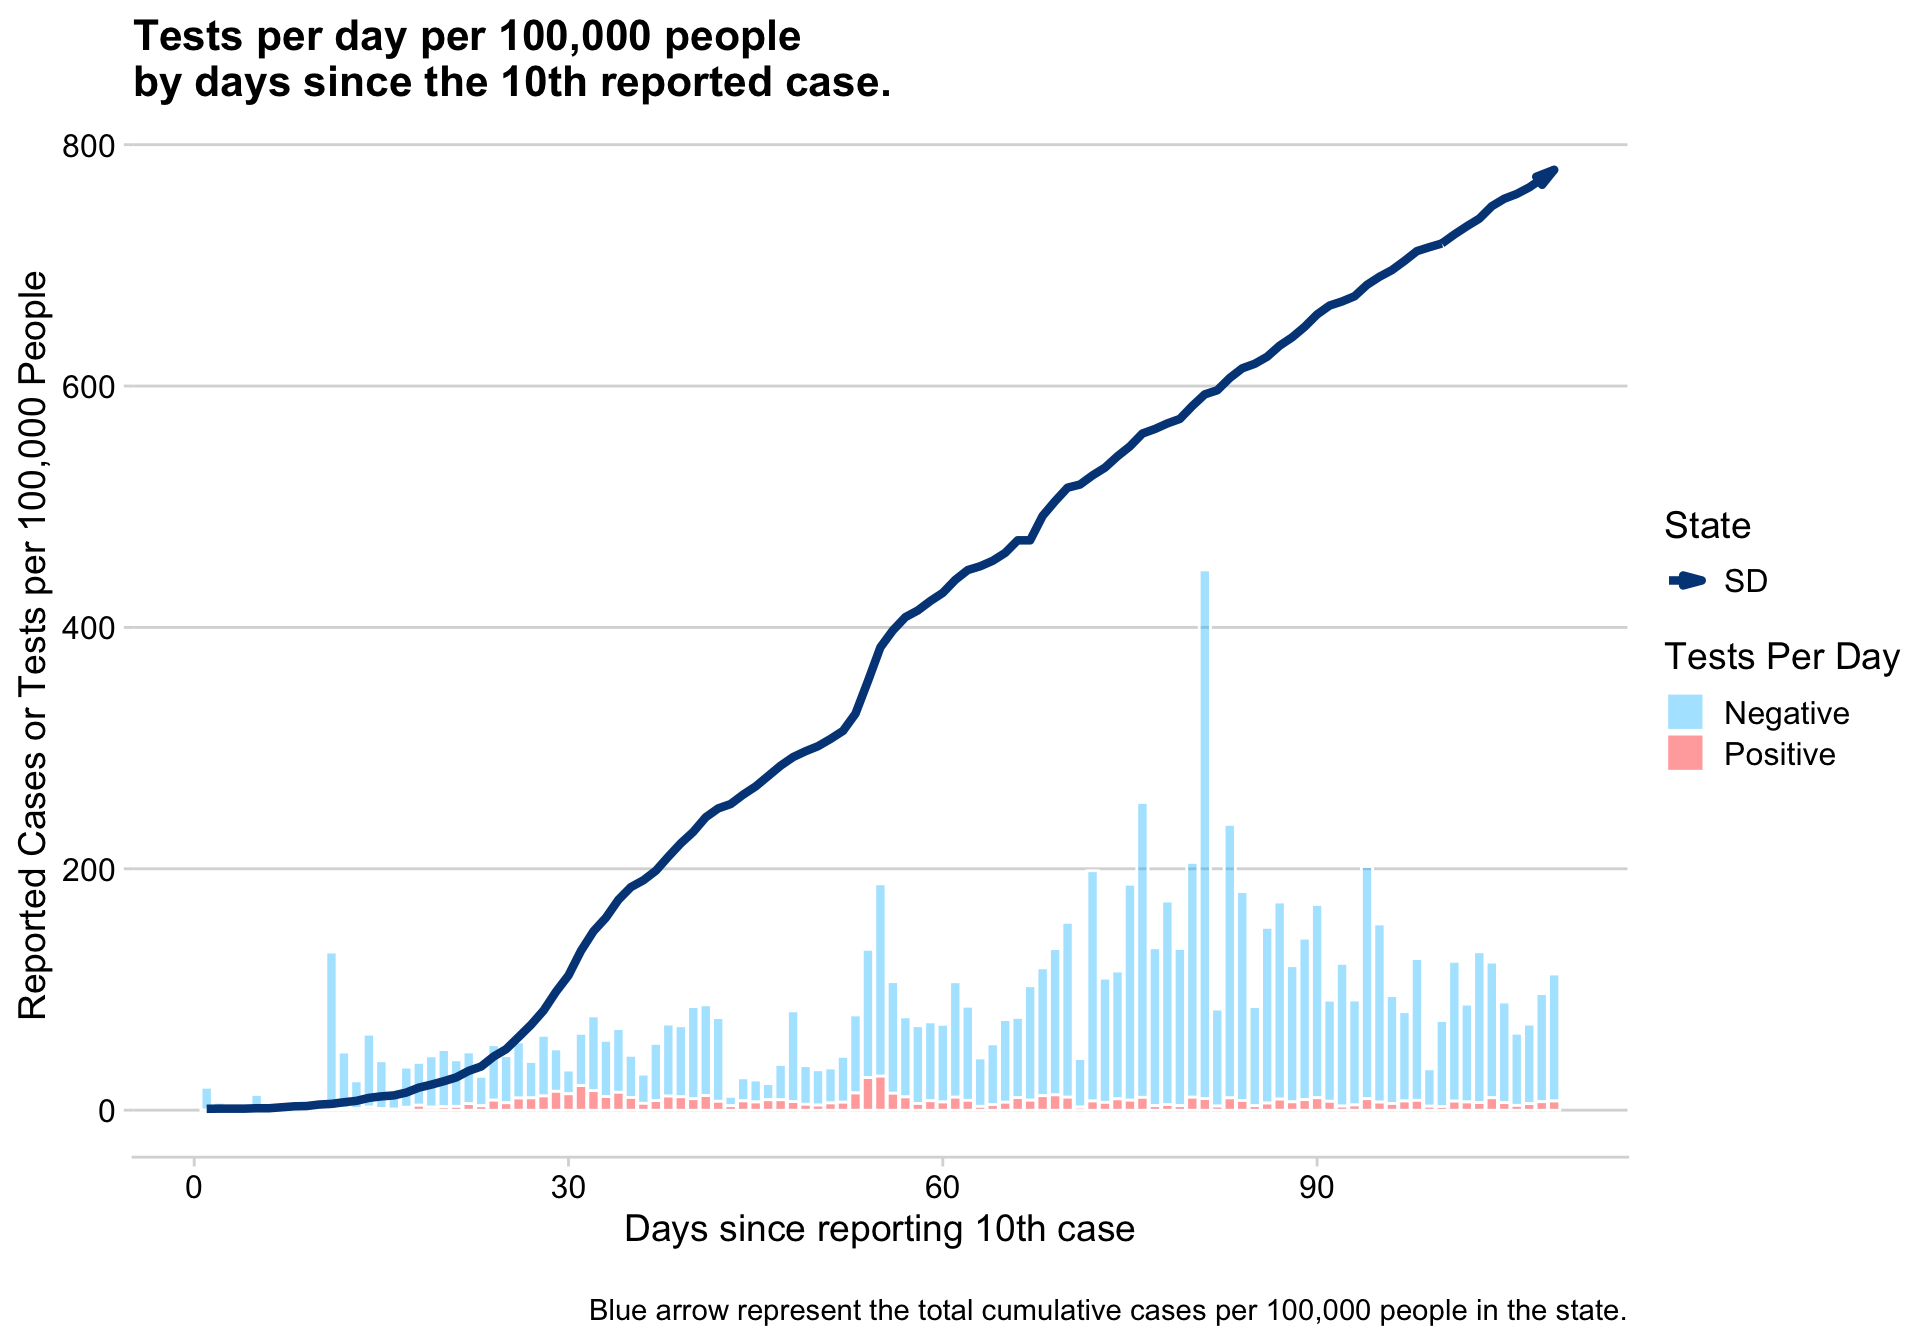 Tests per day per 100,000 people
by days since the 10th reported case.
Reported Cases or Tests per 100,000 People
800
600
400
200
0
0
30
60
90
Days since reporting 10th case
State
SD
Tests Per Day
Negative
Positive
Blue arrow represent the total cumulative cases per 100,000 people in the state.